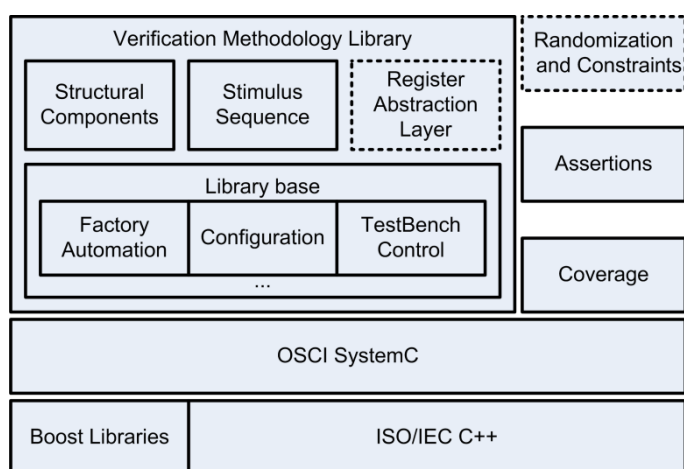 Verification Methodology Library
Structural
Components
Stimulus
Sequence
Register
Abstraction
Layer
Library base
Factory
Automation
Configuration
TestBench
Control
...
Randomization
and Constraints
Assertions
Coverage
OSCI SystemC
Boost Libraries
ISO/IEC C++